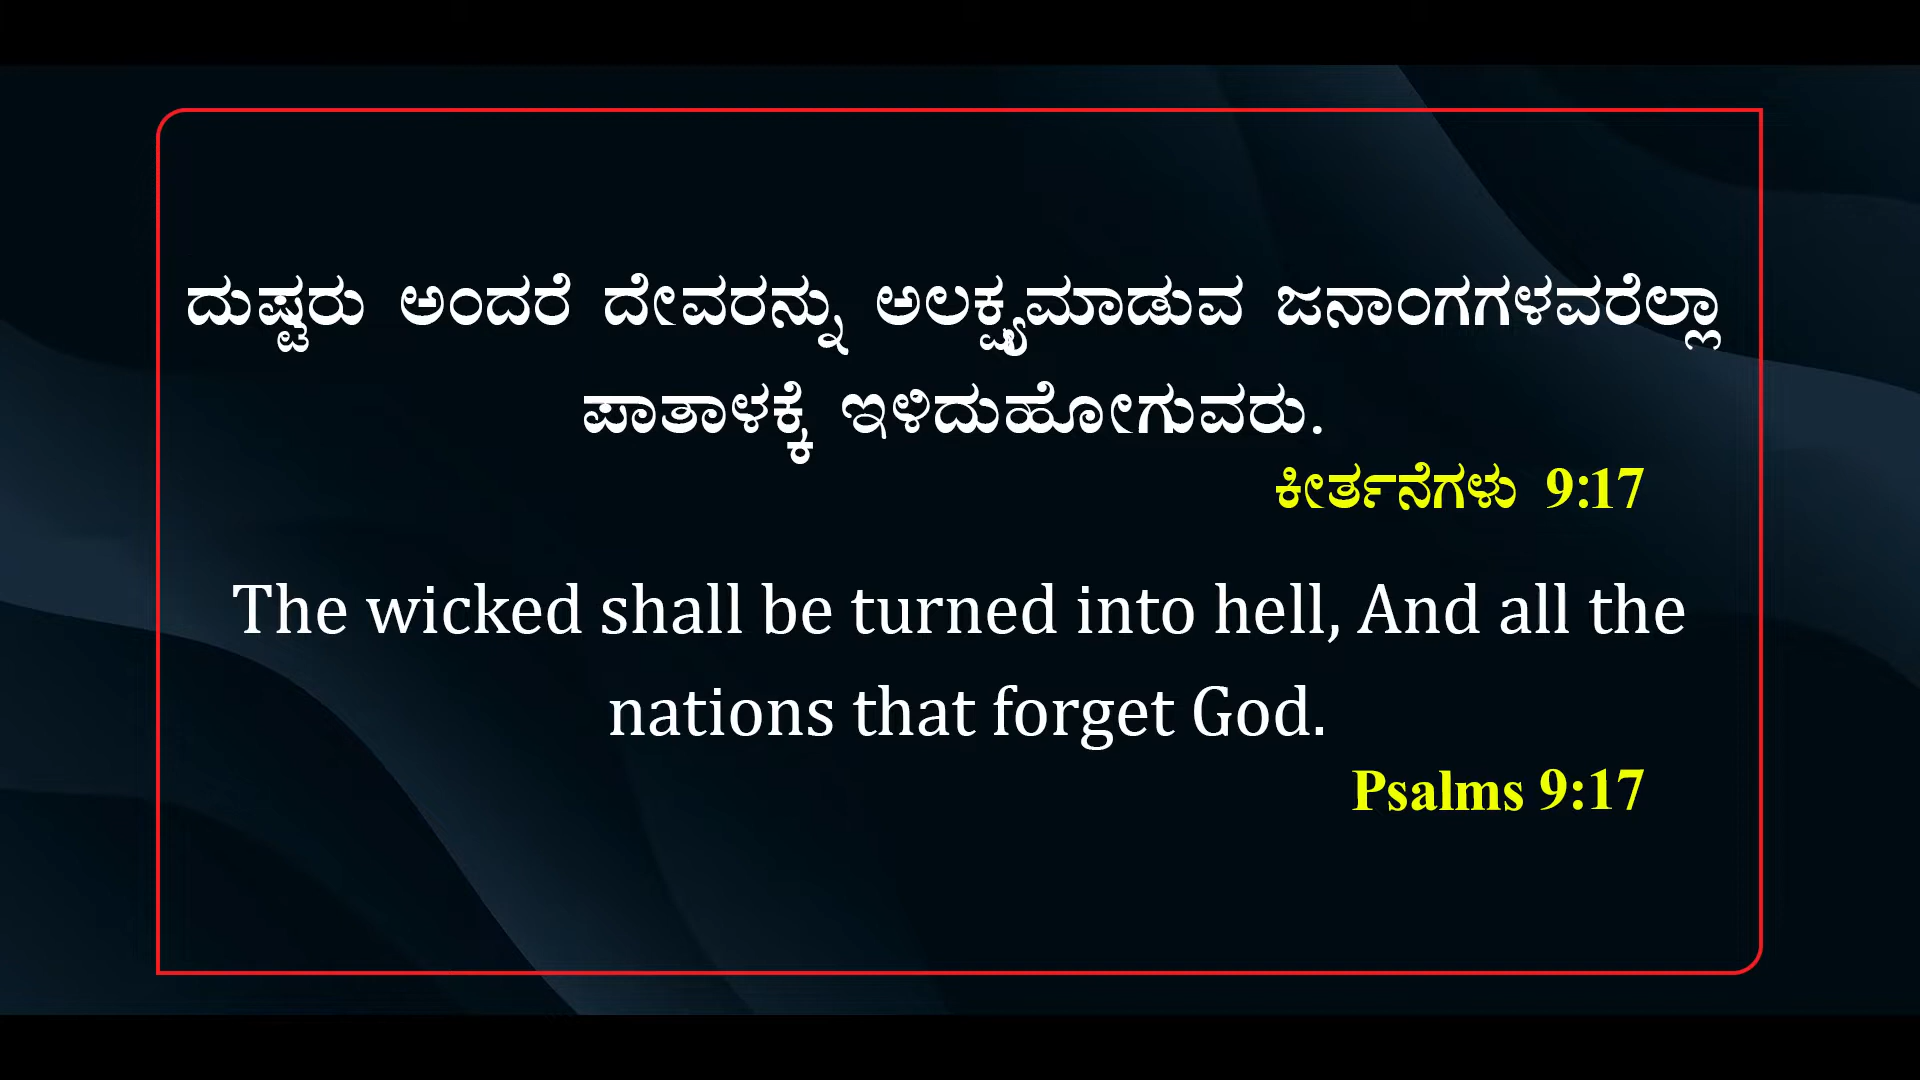 ದುಷ್ಟರು ಅಂದರೆ ದೇವರನ್ನು ಅಲಕ್ಷ್ಯಮಾಡುವ ಜನಾಂಗಗಳವರೆಲ್ಲಾ
ಪಾತಾಳಕ್ಕೆ ಇಳಿದುಹೋಗುವರು.
ಕೀರ್ತನೆಗಳು 9:17
The wicked shall be turned into hell, And all the
nations that forget God.
Psalms 9:17